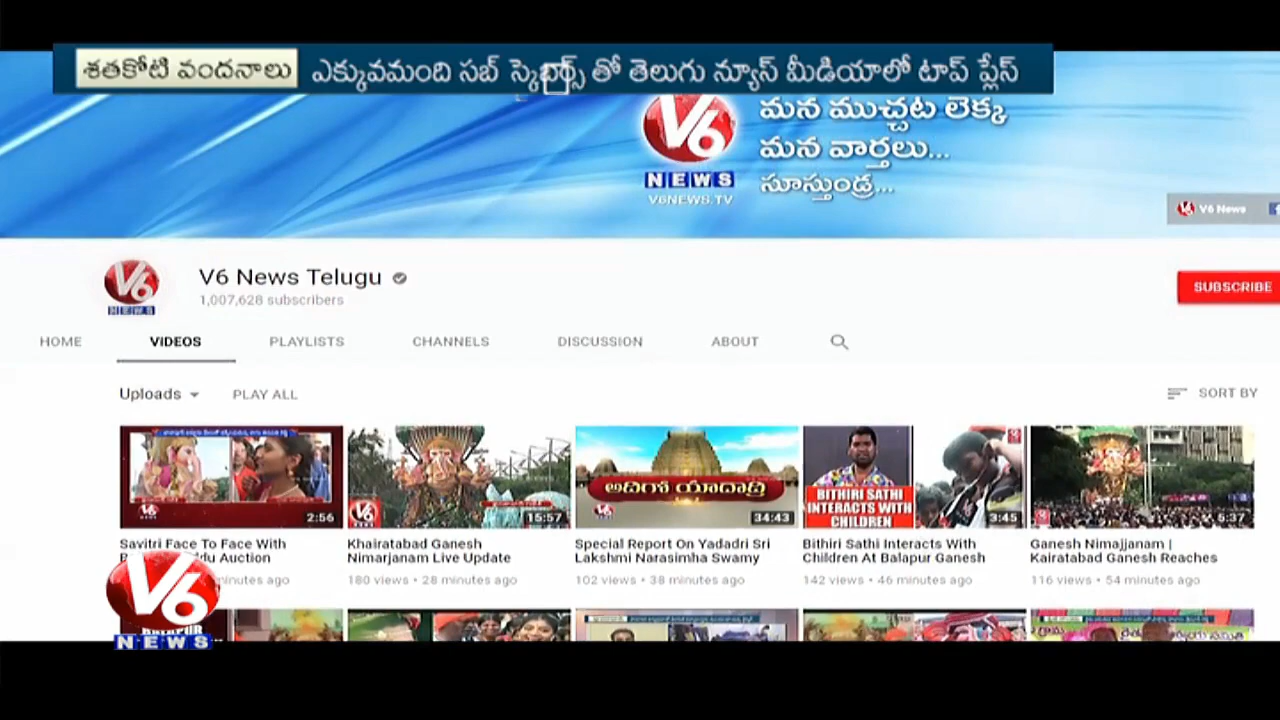 శతకోటి వందనాలు
ఎక్కువమంది సబ్ స్కైబర్స్ తో తెలుగు న్యూస్ మీడియాలో టాప్ ప్లేస్
V6
NEWS
V6NEWS.TV
మన ముచ్చట లెక్క
మన వార్తలు...
సూస్తుండ్ర...
V6 News
V6
NEWS
V6 News Telugu
1,007,628 subscribers
SUBSCRIBE
HOME VIDEOS PLAYLISTS CHANNELS DISCUSSION ABOUT
Uploads PLAY ALL
SORT BY
2:56
15:57
అదిగో యాదాద్రి
34:43
BITHIRI SATHI
INTERACTS WITH
CHILDREN
3:45
5:37
Savitri Face To Face With
Auction
minutes ago
Khairatabad Ganesh
Nimarjanam Live Update
180 views • 28 minutes ago
Special Report On Yadadri Sri
Lakshmi Narasimha Swamy
102 views • 38 minutes ago
Bithiri Sathi Interacts With
Children At Balapur Ganesh
142 views • 46 minutes ago
Ganesh Nimajjanam |
Kairatabad Ganesh Reaches
116 views • 54 minutes ago
V6
NEWS